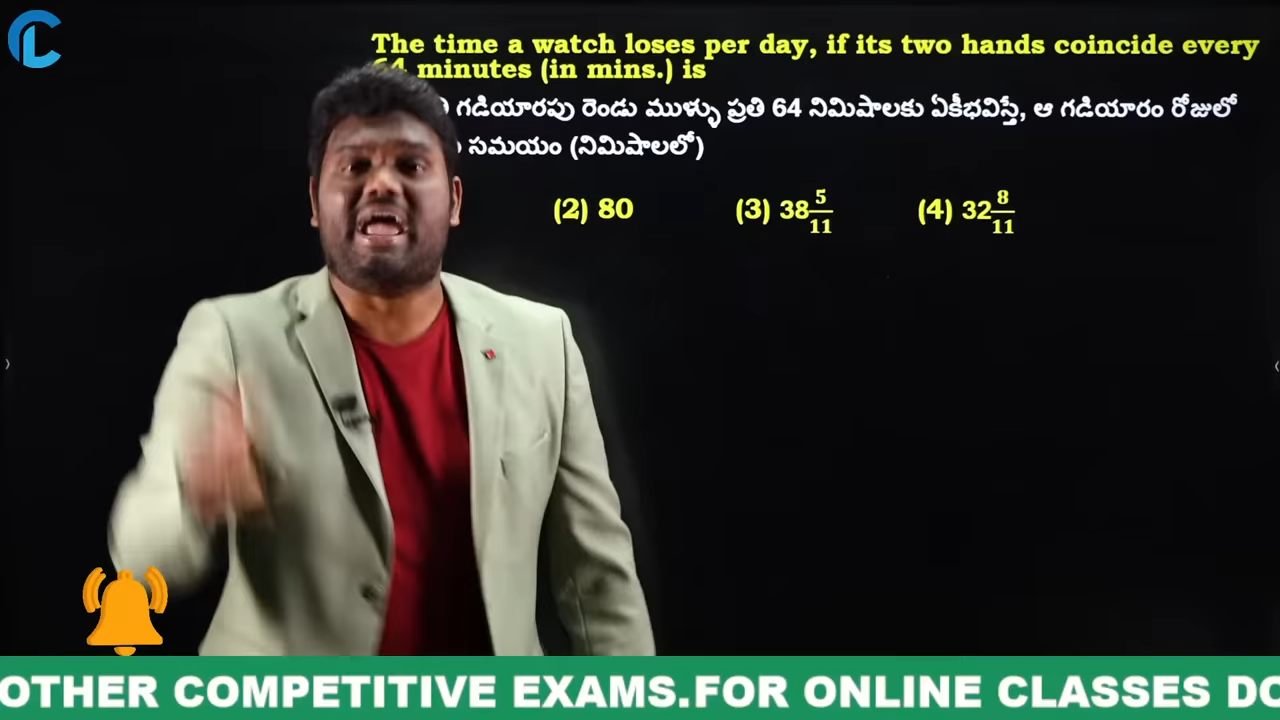 The time a watch loses per day, if its two hands coincide every
64 minutes (in mins.) is
గడియారపు రెండు ముళ్ళు ప్రతి 64 నిమిషాలకు ఏకీభవిస్తే, ఆ గడియారం రోజులో
సమయం (నిమిషాలలో)
(2) 80 (3) 38 5/11 (4) 32 8/11
OTHER COMPETITIVE EXAMS.FOR ONLINE CLASSES